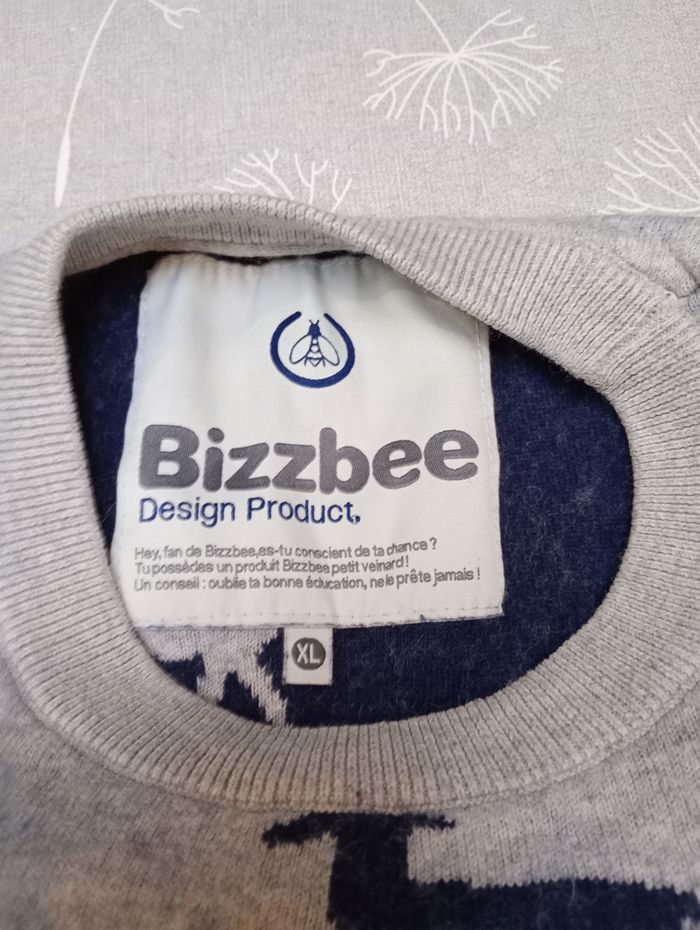 Bizzbee
Design Product,
Hey, fan de Bizzbee,es-tu conscient de ta chance ?
Tu possèdes un produit Bizzbee petit veinard !
Un conseil : oublie ta bonne éducation, ne le prête jamais !
XL